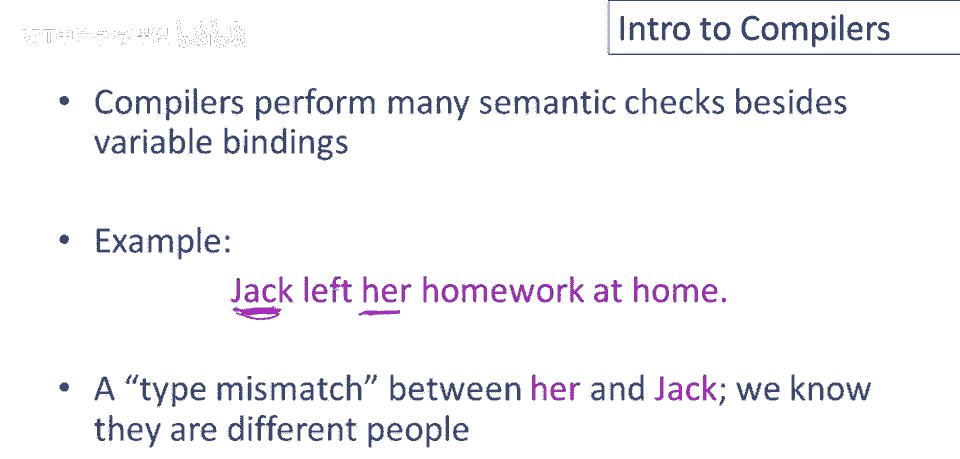 Intro to Compilers
• Compilers perform many semantic checks besides
variable bindings
• Example:
Jack left her homework at home.
• A “type mismatch” between her and Jack; we know
they are different people